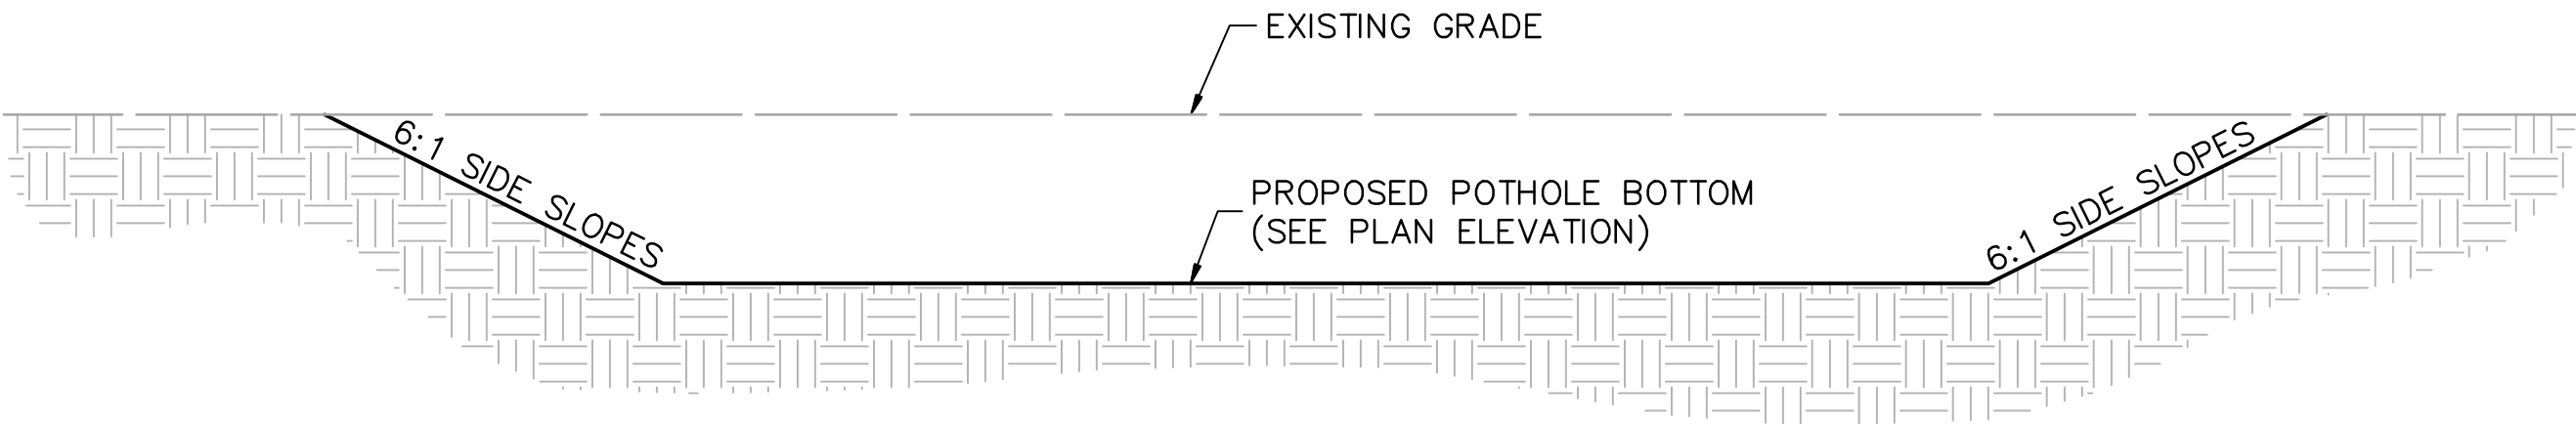 EXISTING GRADE
6:1 SIDE SLOPES
PROPOSED POTHOLE BOTTOM
(SEE PLAN ELEVATION)
6:1 SIDE SLOPES